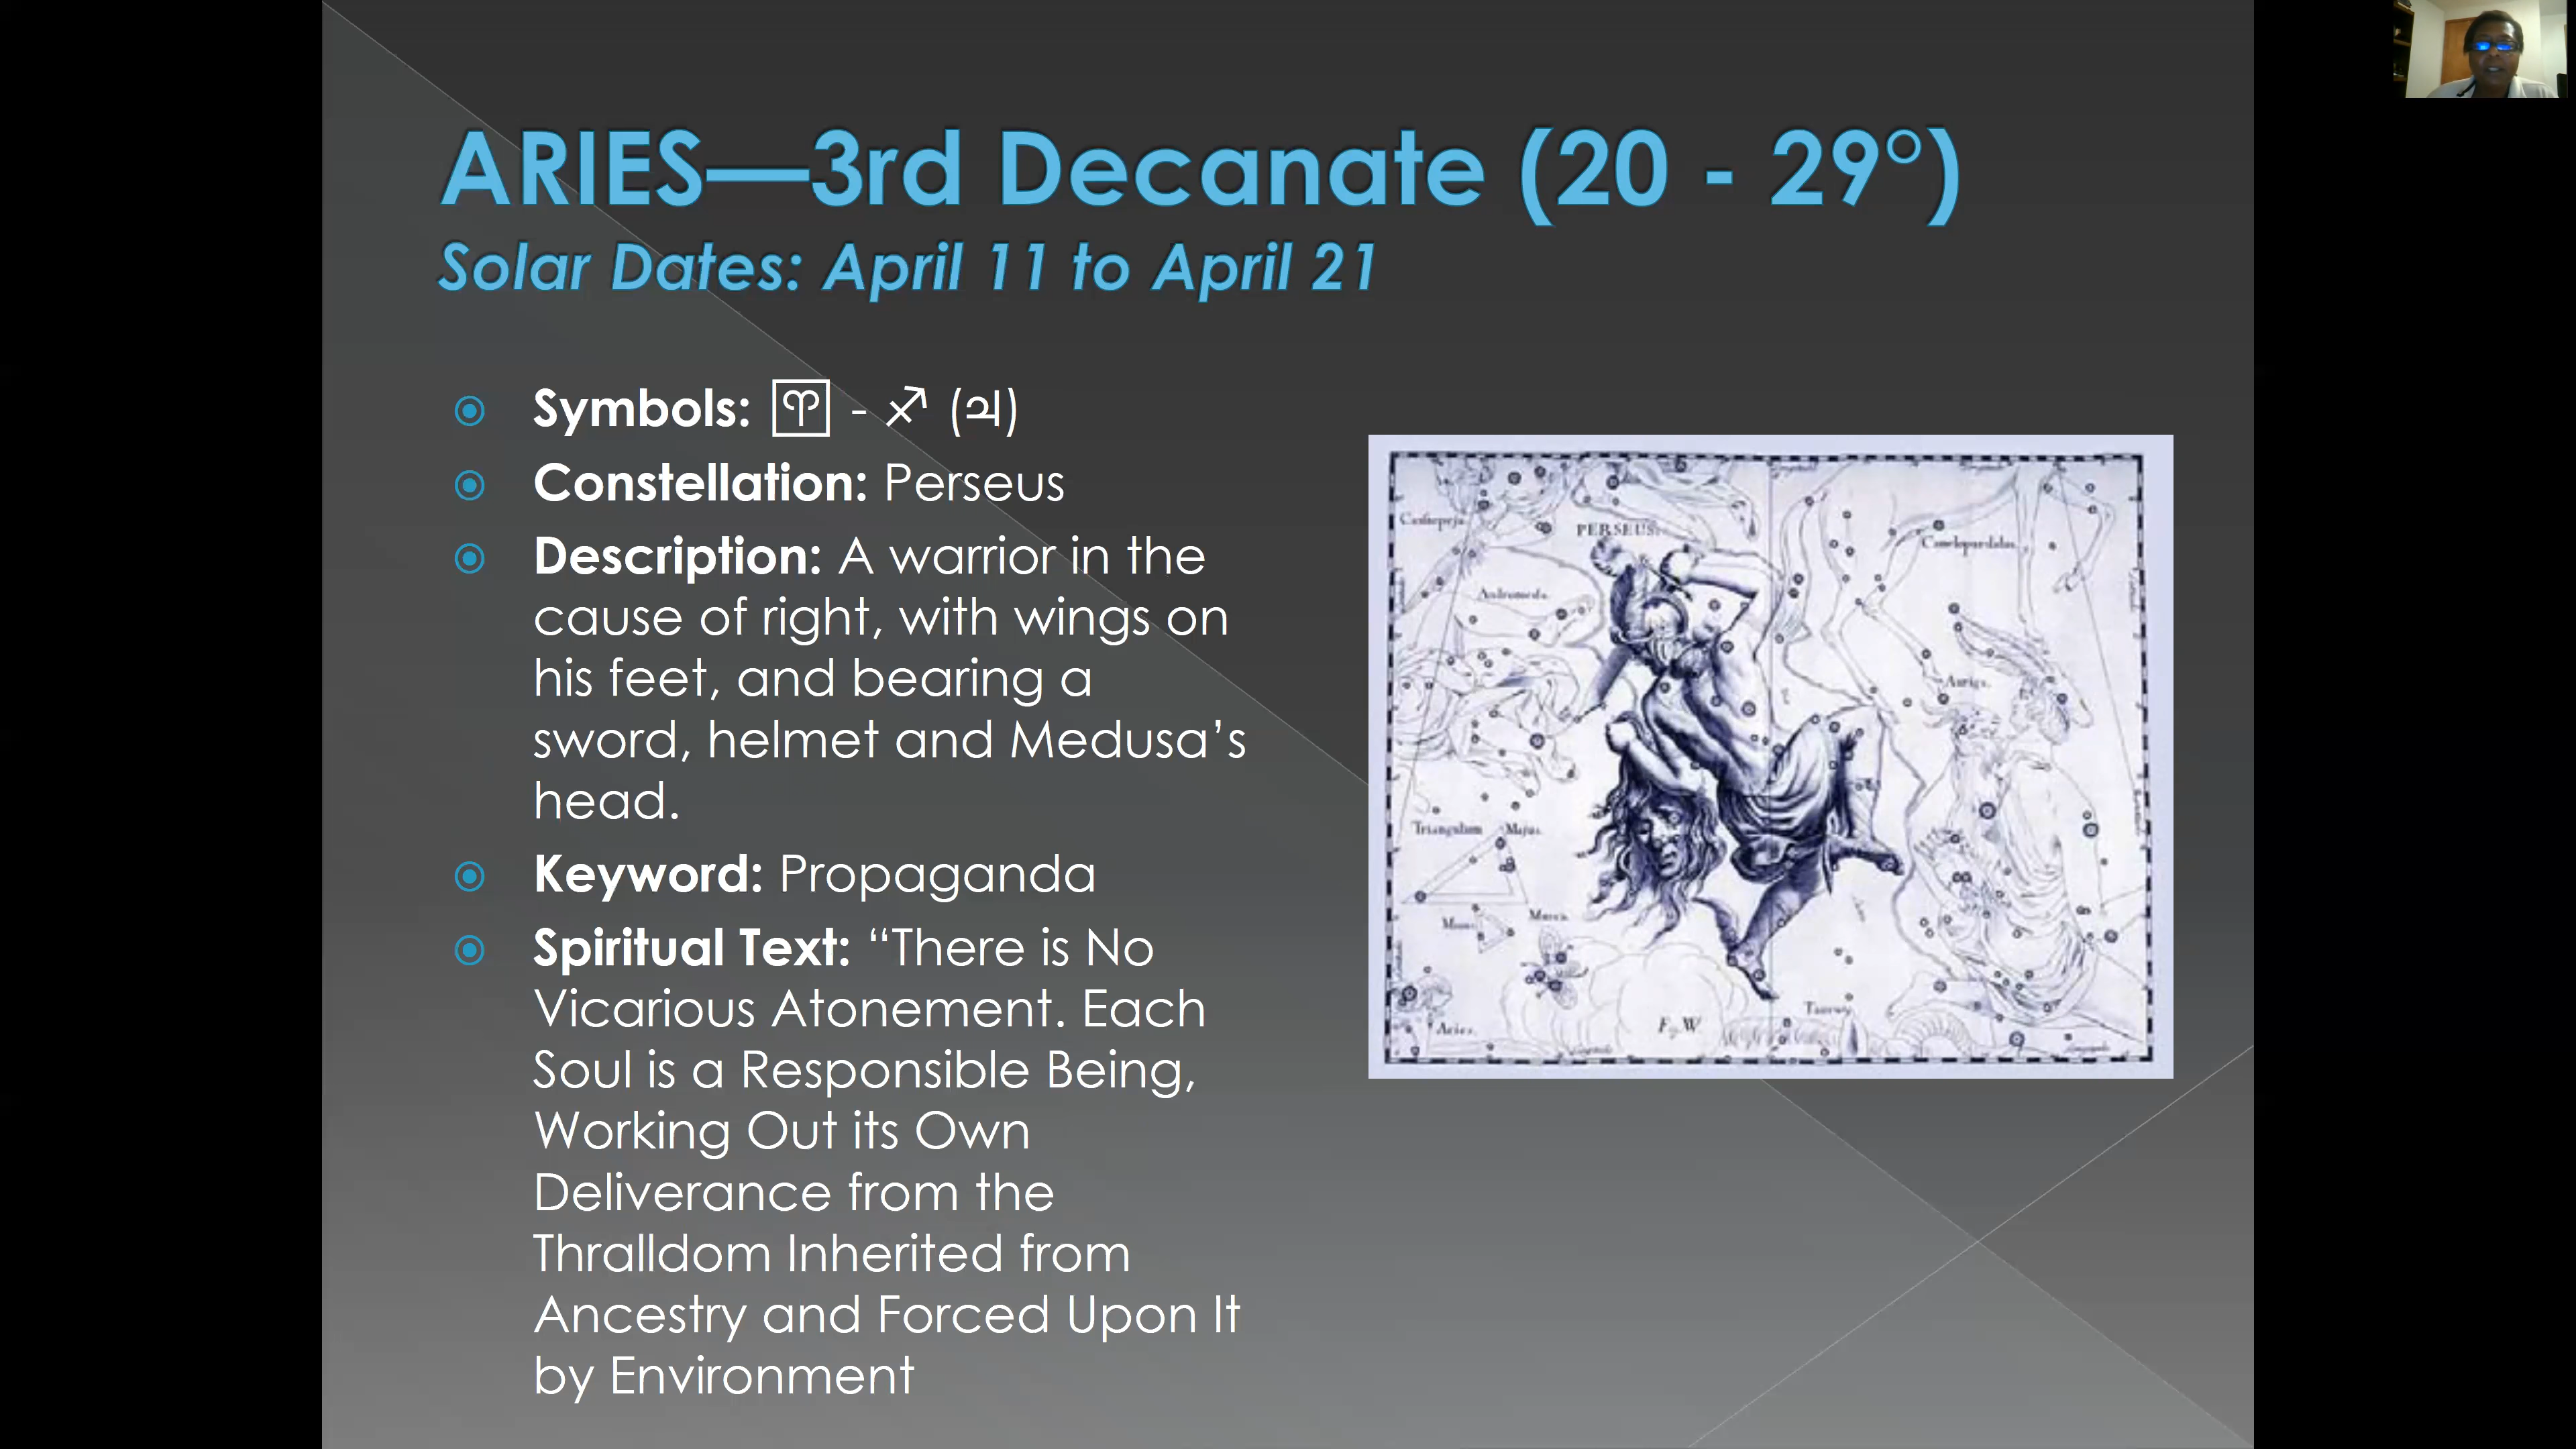 ARIES—3rd Decanate (20 - 29°)
Solar Dates: April 11 to April 21
Symbols: ♈ - ♐ (♃)
Constellation: Perseus
Description: A warrior in the
cause of right, with wings on
his feet, and bearing a
sword, helmet and Medusa’s
head.
Keyword: Propaganda
Spiritual Text: “There is No
Vicarious Atonement. Each
Soul is a Responsible Being,
Working Out its Own
Deliverance from the
Thralldom Inherited from
Ancestry and Forced Upon It
by Environment
PERSEUS.
Camelopardalus
Andromeda.
Auriga.
Triangulum Majus.
Musca.
Aries.
Taurus